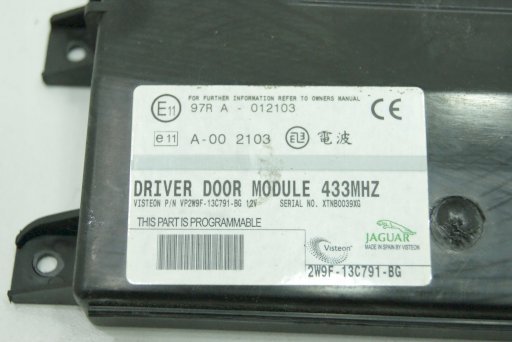 FOR FURTHER INFORMATION REFER TO OWNERS MANUAL
E11 97R A - 012103 CE
e11 A-00 2103 電波
DRIVER DOOR MODULE 433MHZ
VISTEON P/N VP2W9F-13C791-BG 12V SERIAL NO. XTNB0039XG
THIS PART IS PROGRAMMABLE
Visteon
JAGUAR
MADE IN SPAIN BY VISTEON
2W9F-13C791-BG